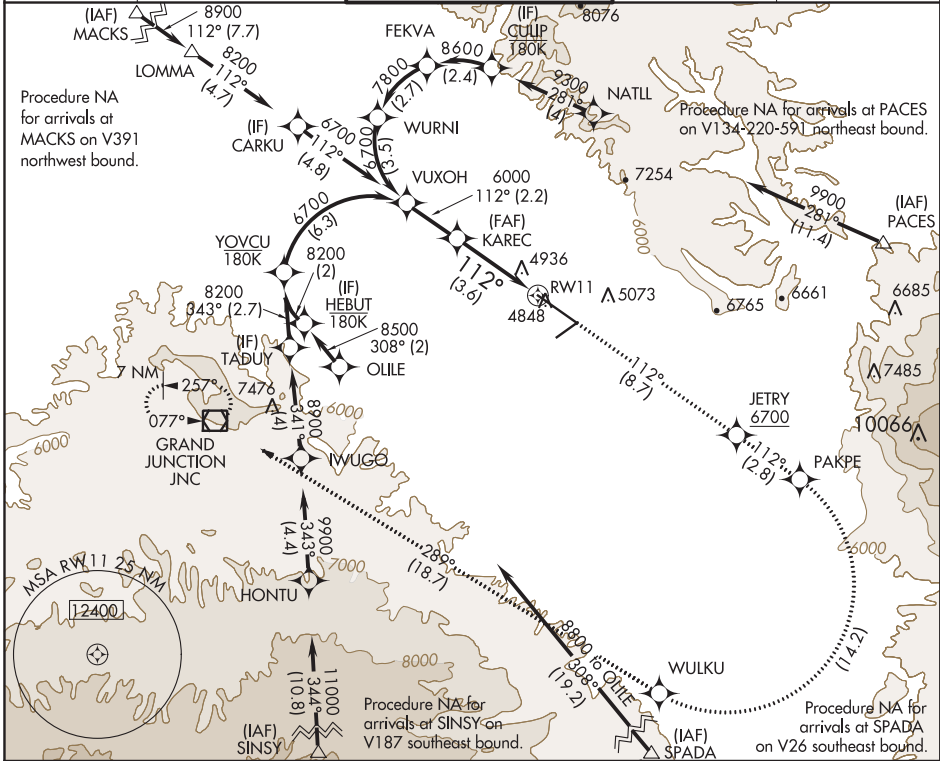 (IAF)
MACKS
8900
112° (7.7)
LOMMA
8200
112°
(4.7)
Procedure NA
for arrivals at
MACKS on V391
northwest bound.
(IF)
CARKU
6700
112°
(4.8)
FEKVA
8600
(2.4)
(IF)
CULIP
180K
8076
7800
(2.7)
WURNI
6700
(3.5)
9300
281°
(4)
NATLL
Procedure NA for arrivals at PACES
on V134-220-591 northeast bound.
7254
6000
9900
281°
(11.4)
(IAF)
PACES
VUXOH
6000
112° (2.2)
(FAF)
KAREC
112°
(3.6)
4936
RW11
4848
5073
6765
6661
6685
7485
10066
6700
(6.3)
YOVCU
180K
8200
(2)
(IF)
HEBUT
180K
8200
343° (2.7)
8500
308° (2)
OLILE
(IF)
TADUY
7 NM
257°
077°
7476
6000
6000
GRAND
JUNCTION
JNC
8900
341°
(4)
IWUGO
112°
(8.7)
JETRY
6700
112°
(2.8)
PAKPE
6000
(14.2)
9900
343°
(4.4)
7000
HONTU
289°
(18.7)
MSA RW11 25 NM
12400
8000
11000
344°
(10.8)
(IAF)
SINSY
Procedure NA for
arrivals at SINSY on
V187 southeast bound.
8800 to OLILE
308°
(19.2)
WULKU
(IAF)
SPADA
Procedure NA for
arrivals at SPADA
on V26 southeast bound.